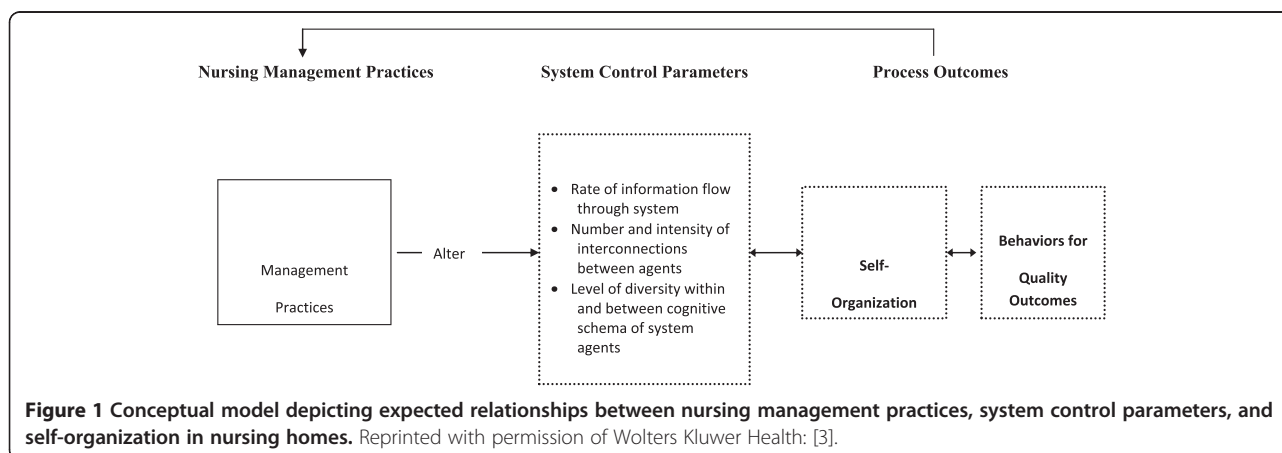 Nursing Management Practices
System Control Parameters
Process Outcomes
Management
Practices
Alter
• Rate of information flow
through system
• Number and intensity of
interconnections
between agents
• Level of diversity within
and between cognitive
schema of system
agents
Self-
Organization
Behaviors for
Quality
Outcomes
Figure 1 Conceptual model depicting expected relationships between nursing management practices, system control parameters, and
self-organization in nursing homes. Reprinted with permission of Wolters Kluwer Health: [3].